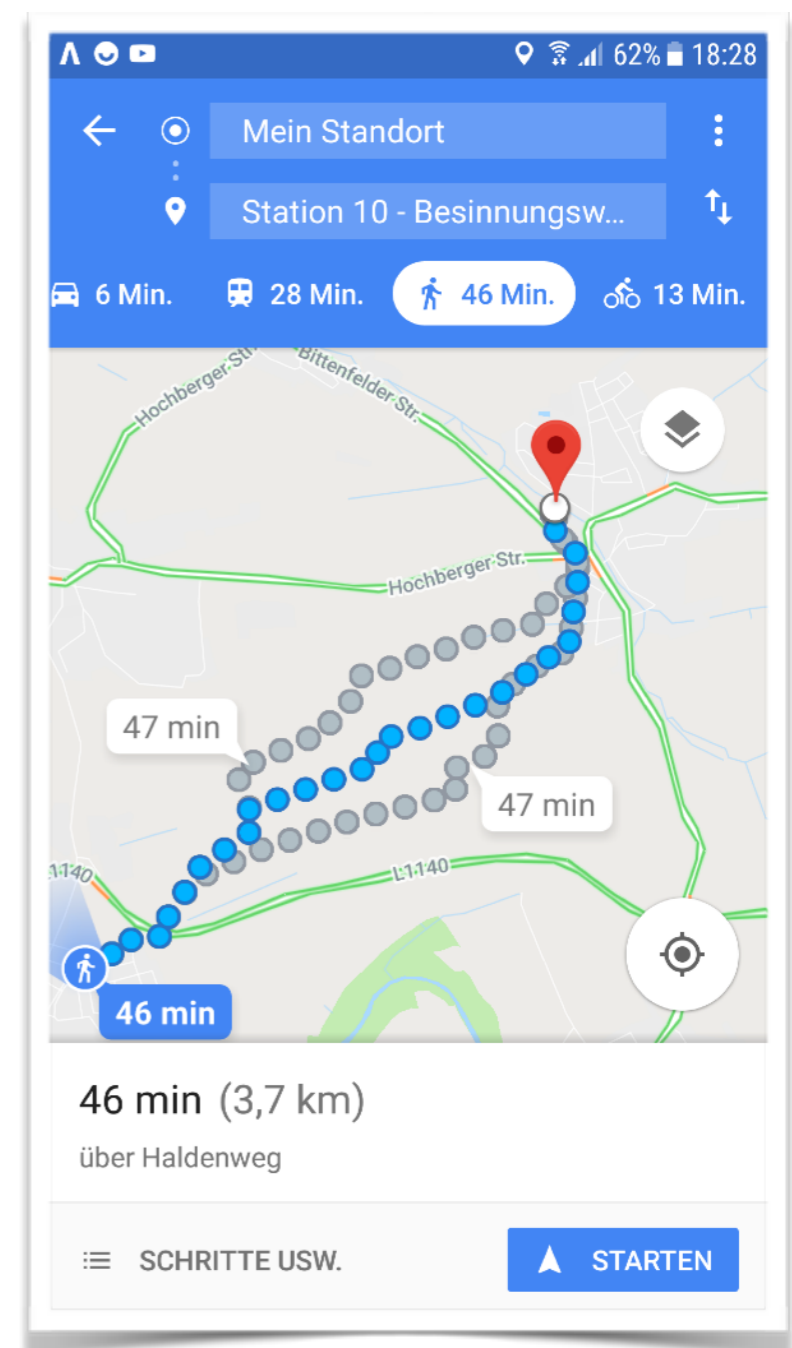 62% 18:28
Mein Standort
Station 10 - Besinnungsw...
6 Min. 28 Min. 46 Min. 13 Min.
Hochberger Str.
Bittenfelder Str.
Hochberger Str.
47 min
47 min
1140
L1140
46 min
46 min (3,7 km)
über Haldenweg
SCHRITTE USW. STARTEN